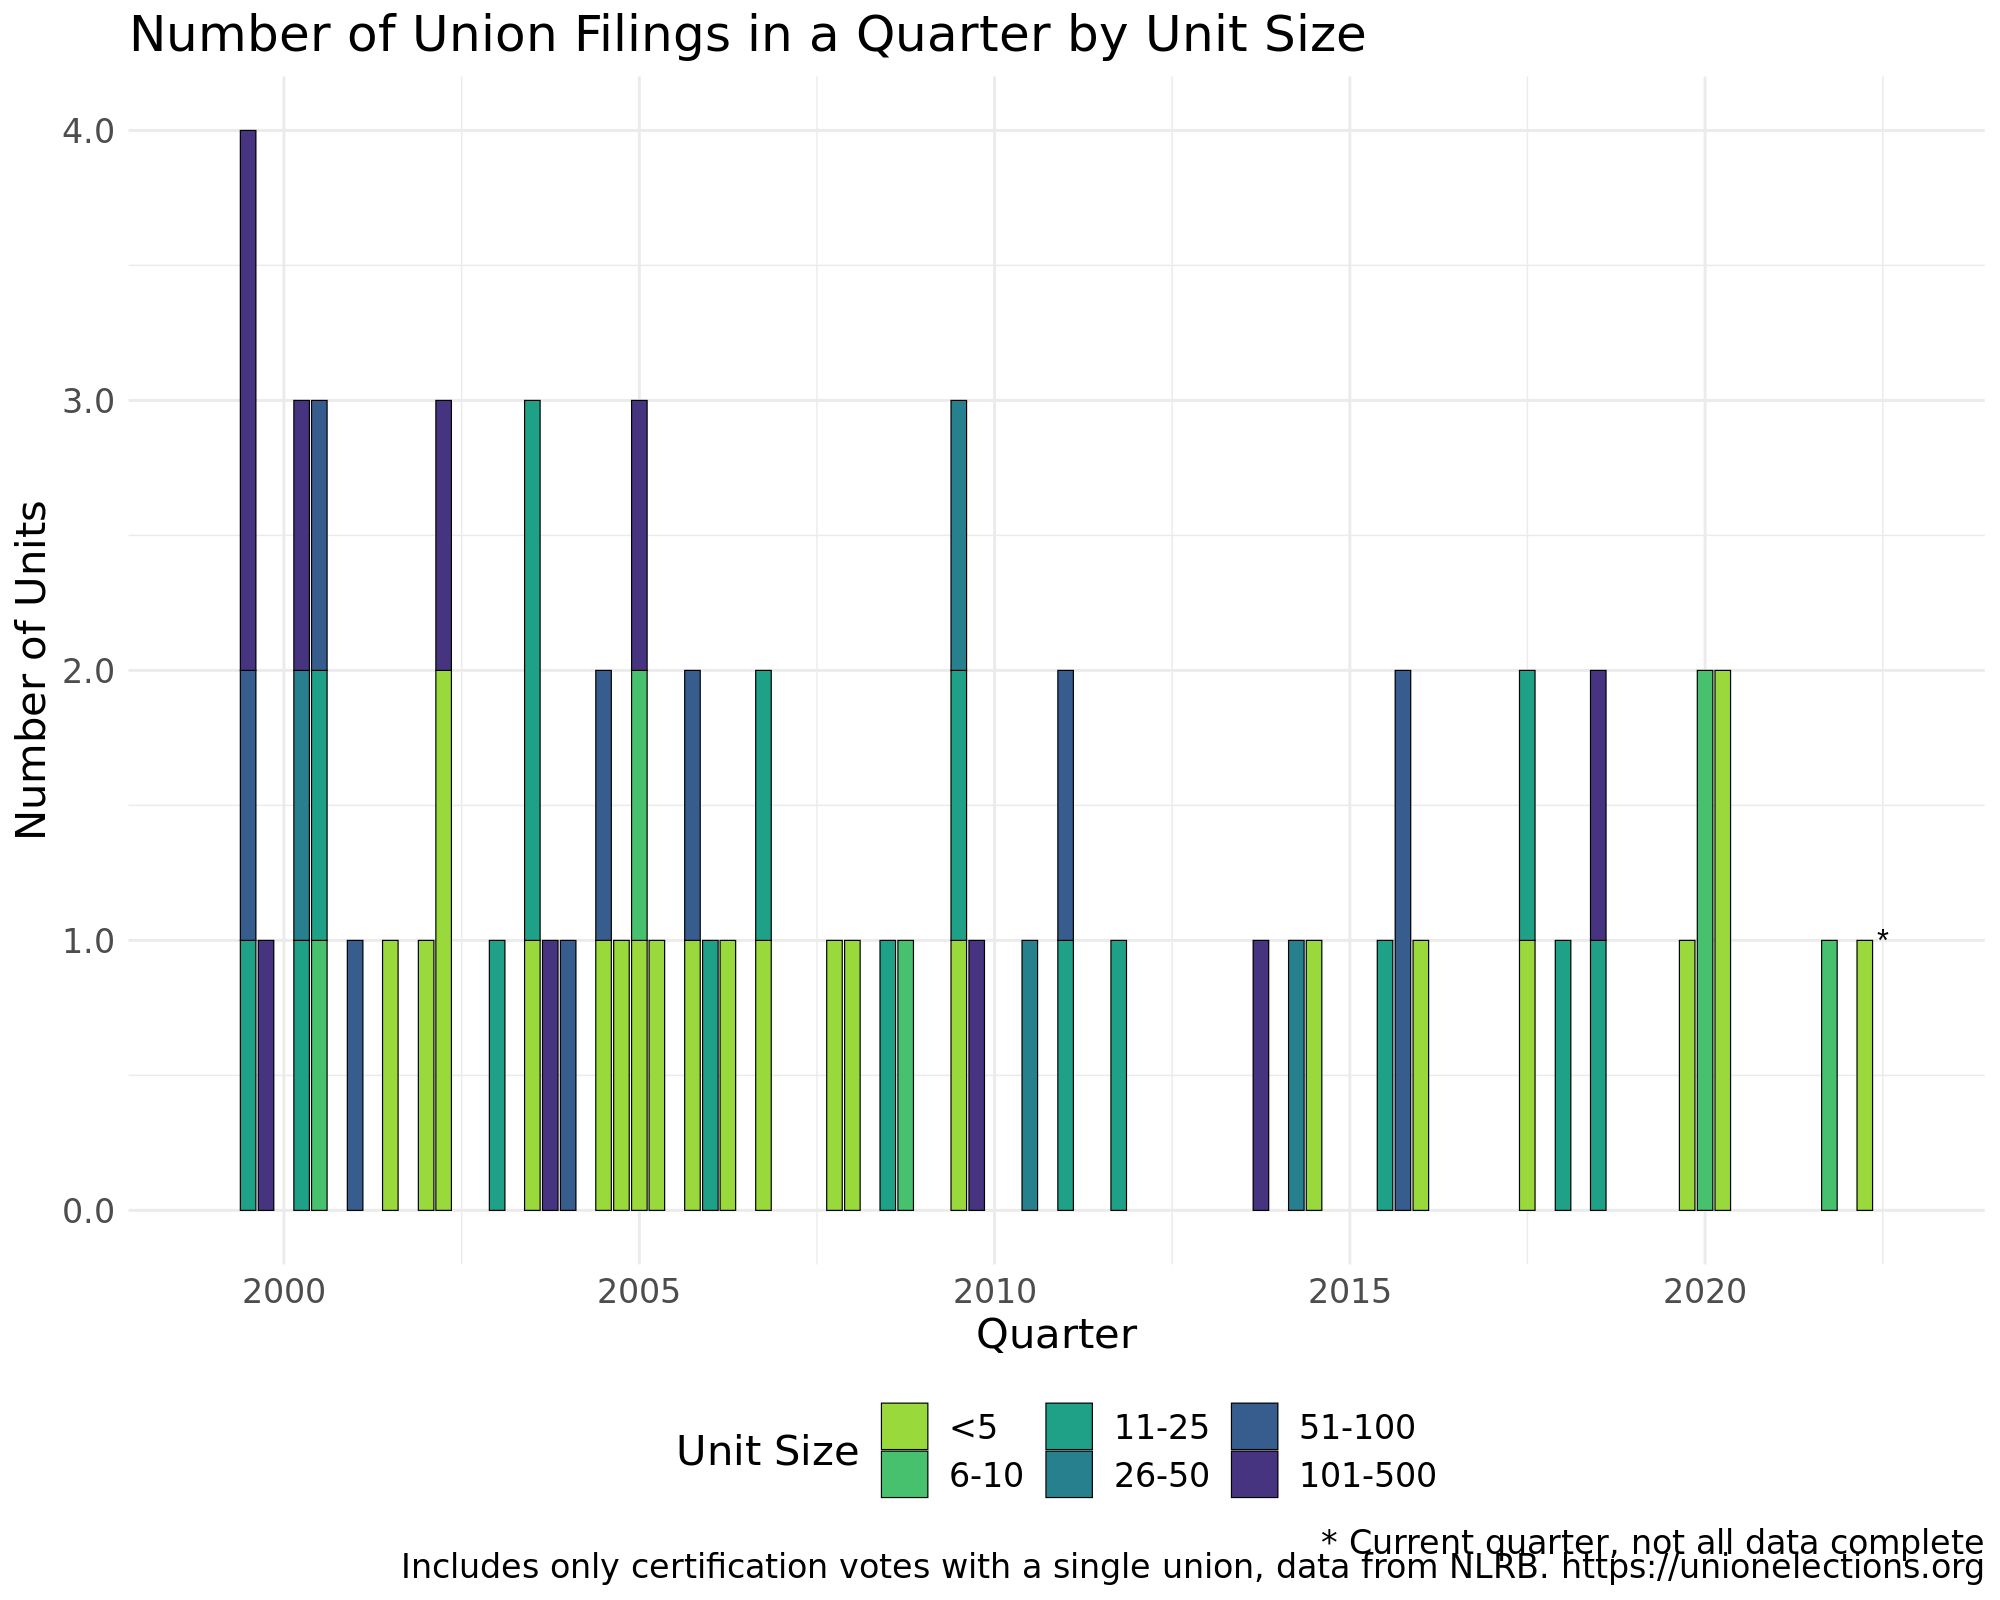 Number of Union Filings in a Quarter by Unit Size
Number of Units
4.0
3.0
2.0
1.0
0.0
*
2000 2005 2010 2015 2020
Quarter
Unit Size
<5 11-25 51-100
6-10 26-50 101-500
* Current quarter, not all data complete
Includes only certification votes with a single union, data from NLRB. https://unionelections.org